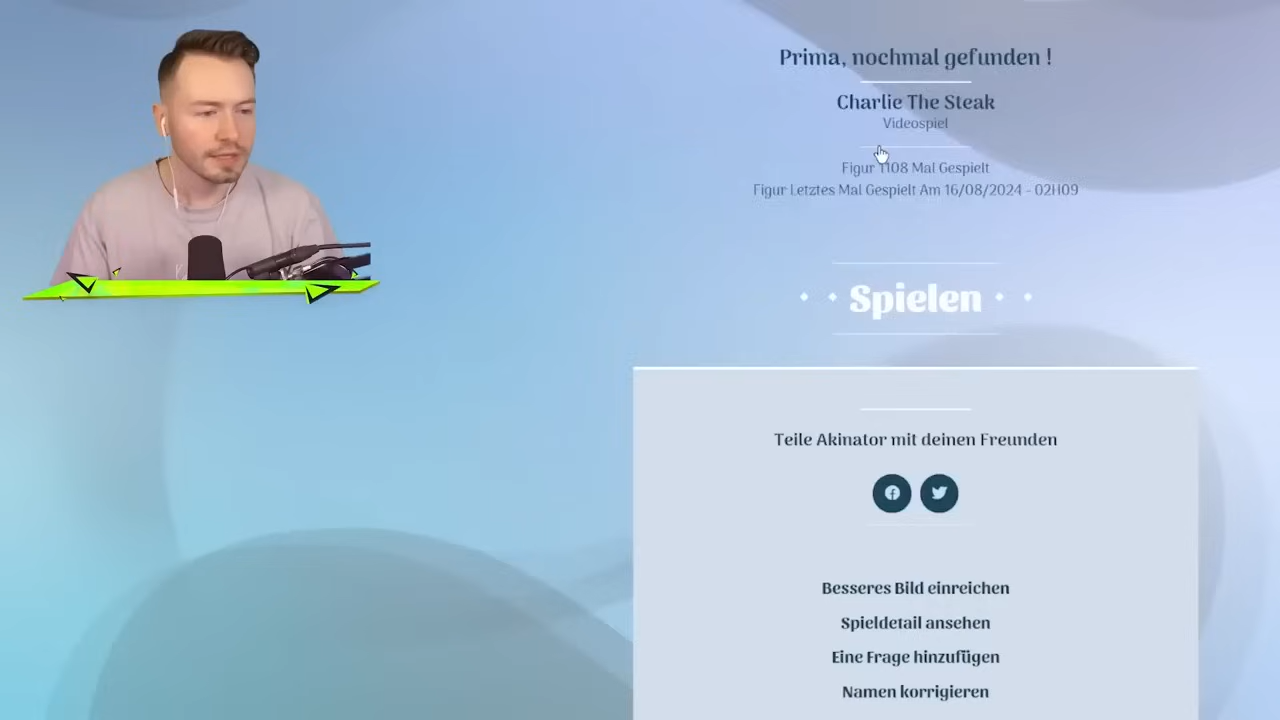 Prima, nochmal gefunden !
Charlie The Steak
Videospiel
Figur 1108 Mal Gespielt
Figur Letztes Mal Gespielt Am 16/08/2024 - 02H09
Spielen
Teile Akinator mit deinen Freunden
Besseres Bild einreichen
Spieldetail ansehen
Eine Frage hinzufügen
Namen korrigieren